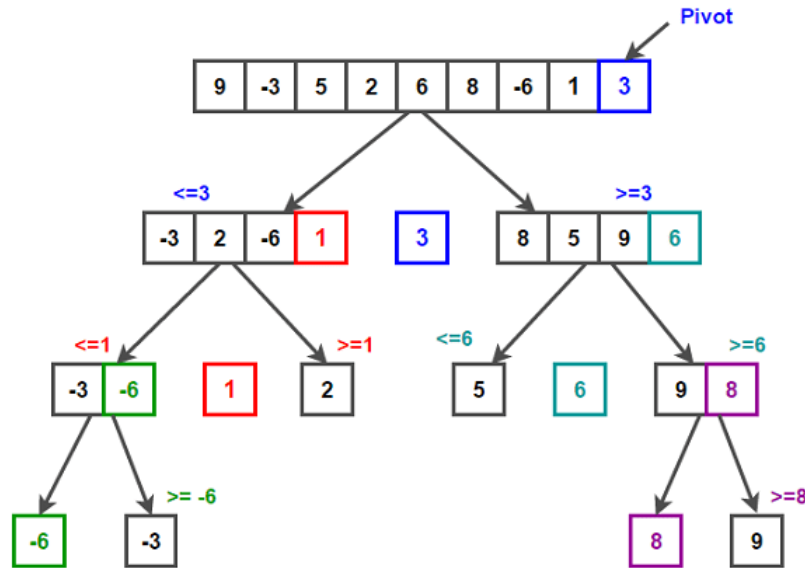 Pivot
9 -3 5 2 6 8 -6 1 3
<=3 >=3
-3 2 -6 1 3 8 5 9 6
<=1 >=1 <=6 >=6
-3 -6 1 2 5 6 9 8
>= -6 >=8
-6 -3 8 9